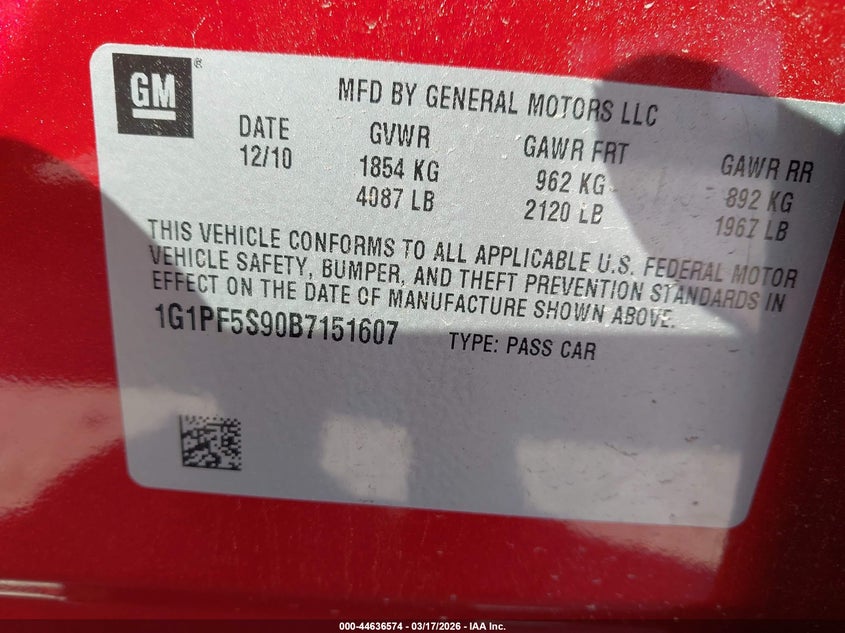 GM®
MFD BY GENERAL MOTORS LLC
DATE GVWR GAWR FRT GAWR RR
12/10 1854 KG 962 KG 892 KG
4087 LB 2120 LB 1967 LB
THIS VEHICLE CONFORMS TO ALL APPLICABLE U.S. FEDERAL MOTOR
VEHICLE SAFETY, BUMPER, AND THEFT PREVENTION STANDARDS IN
EFFECT ON THE DATE OF MANUFACTURE SHOWN ABOVE.
1G1PF5S90B7151607 TYPE: PASS CAR
000-44636574 - 03/17/2026 - IAA Inc.